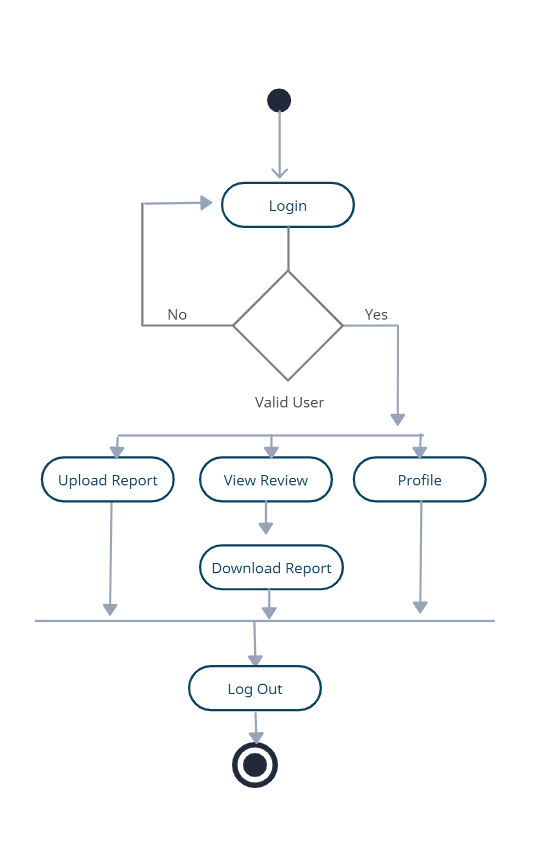 Login
No
Yes
Valid User
Upload Report
View Review
Profile
Download Report
Log Out